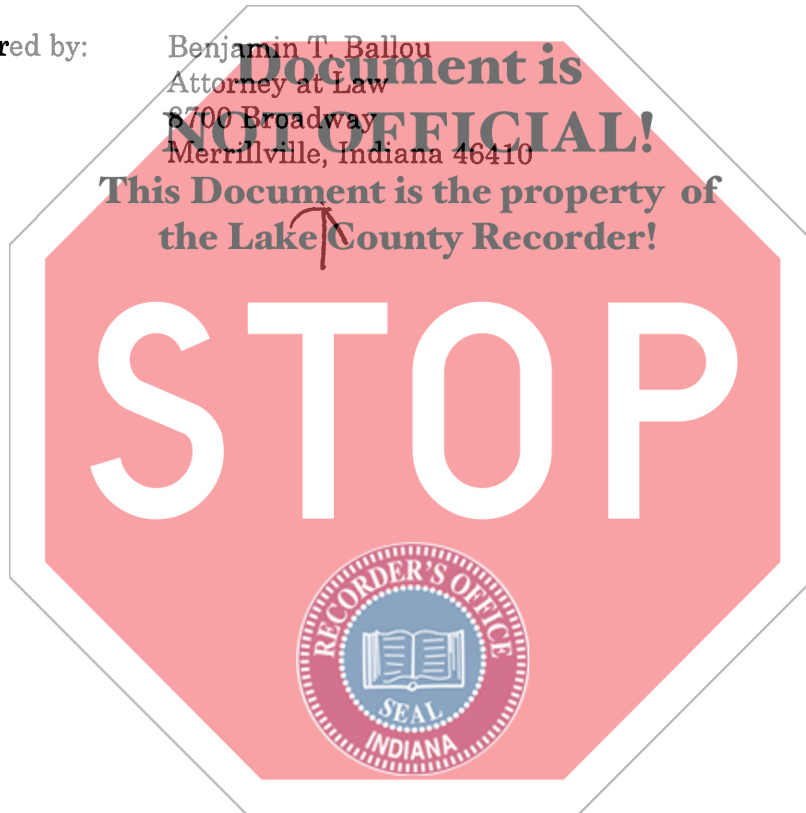 red by: Benjamin T. Ballou
Attorney at Law
8700 Broadway
Merrillville, Indiana 46410
Document is
NOT OFFICIAL!
This Document is the property of
the Lake County Recorder!
STOP
RECORDER'S OFFICE
SEAL
INDIANA